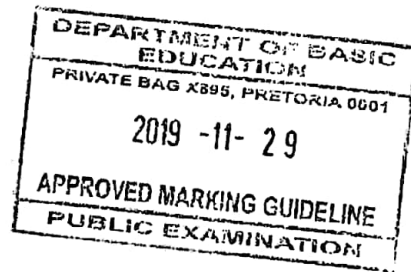 DEPARTMENT OF BASIC
EDUCATION
PRIVATE BAG X895, PRETORIA 0001
2019 -11- 29
APPROVED MARKING GUIDELINE
PUBLIC EXAMINATION